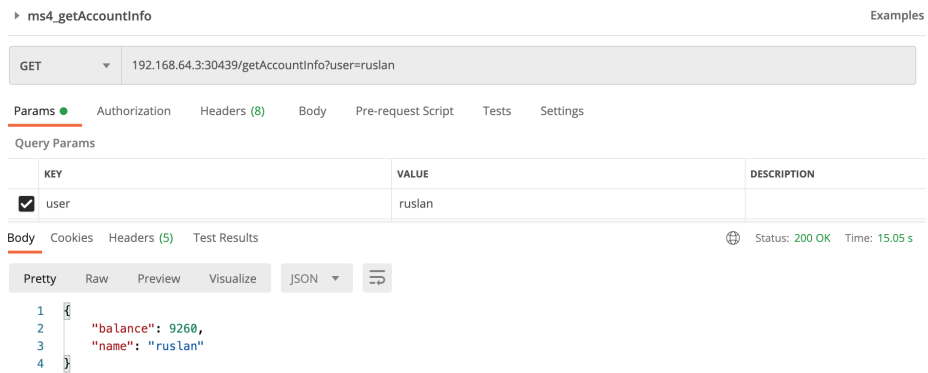 ms4_getAccountInfo Examples
GET 192.168.64.3:30439/getAccountInfo?user=ruslan
Params Authorization Headers (8) Body Pre-request Script Tests Settings
Query Params
KEY VALUE DESCRIPTION
user ruslan
Body Cookies Headers (5) Test Results Status: 200 OK Time: 15.05 s
Pretty Raw Preview Visualize JSON
1 {
2 "balance": 9260,
3 "name": "ruslan"
4 }